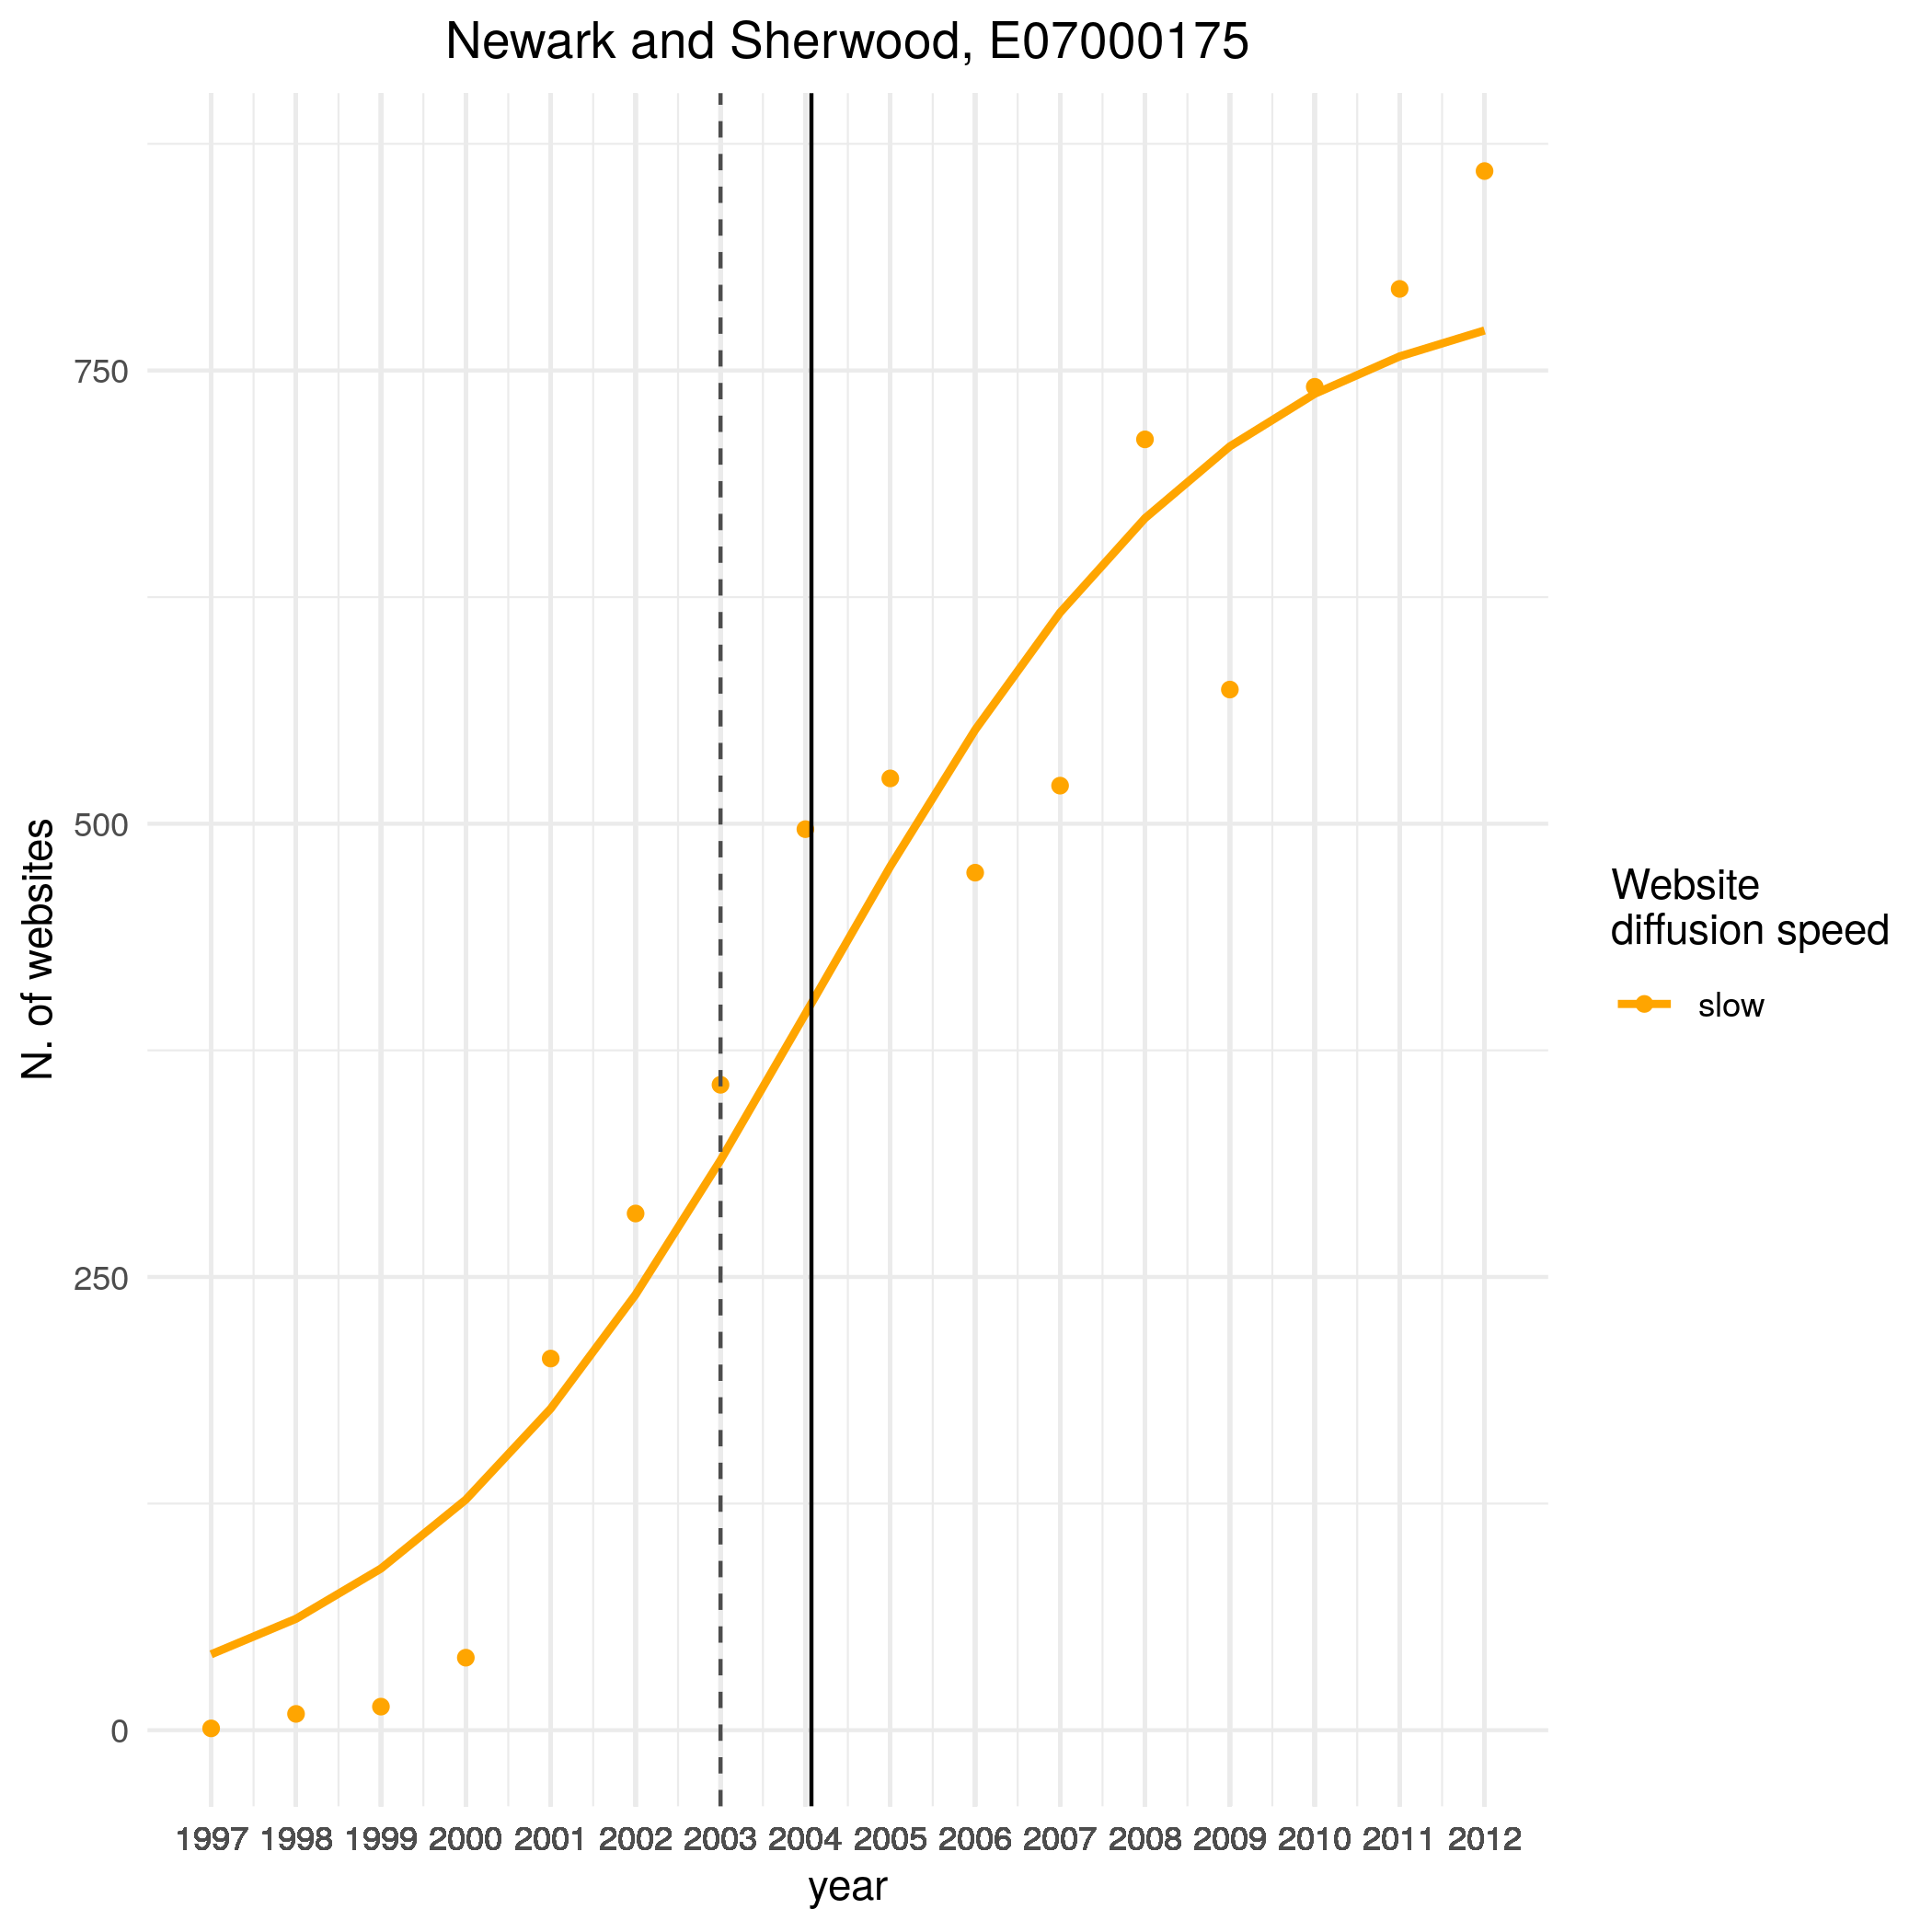 Newark and Sherwood, E07000175
N. of websites
750
500
250
0
1997 1998 1999 2000 2001 2002 2003 2004 2005 2006 2007 2008 2009 2010 2011 2012
year
Website
diffusion speed
slow